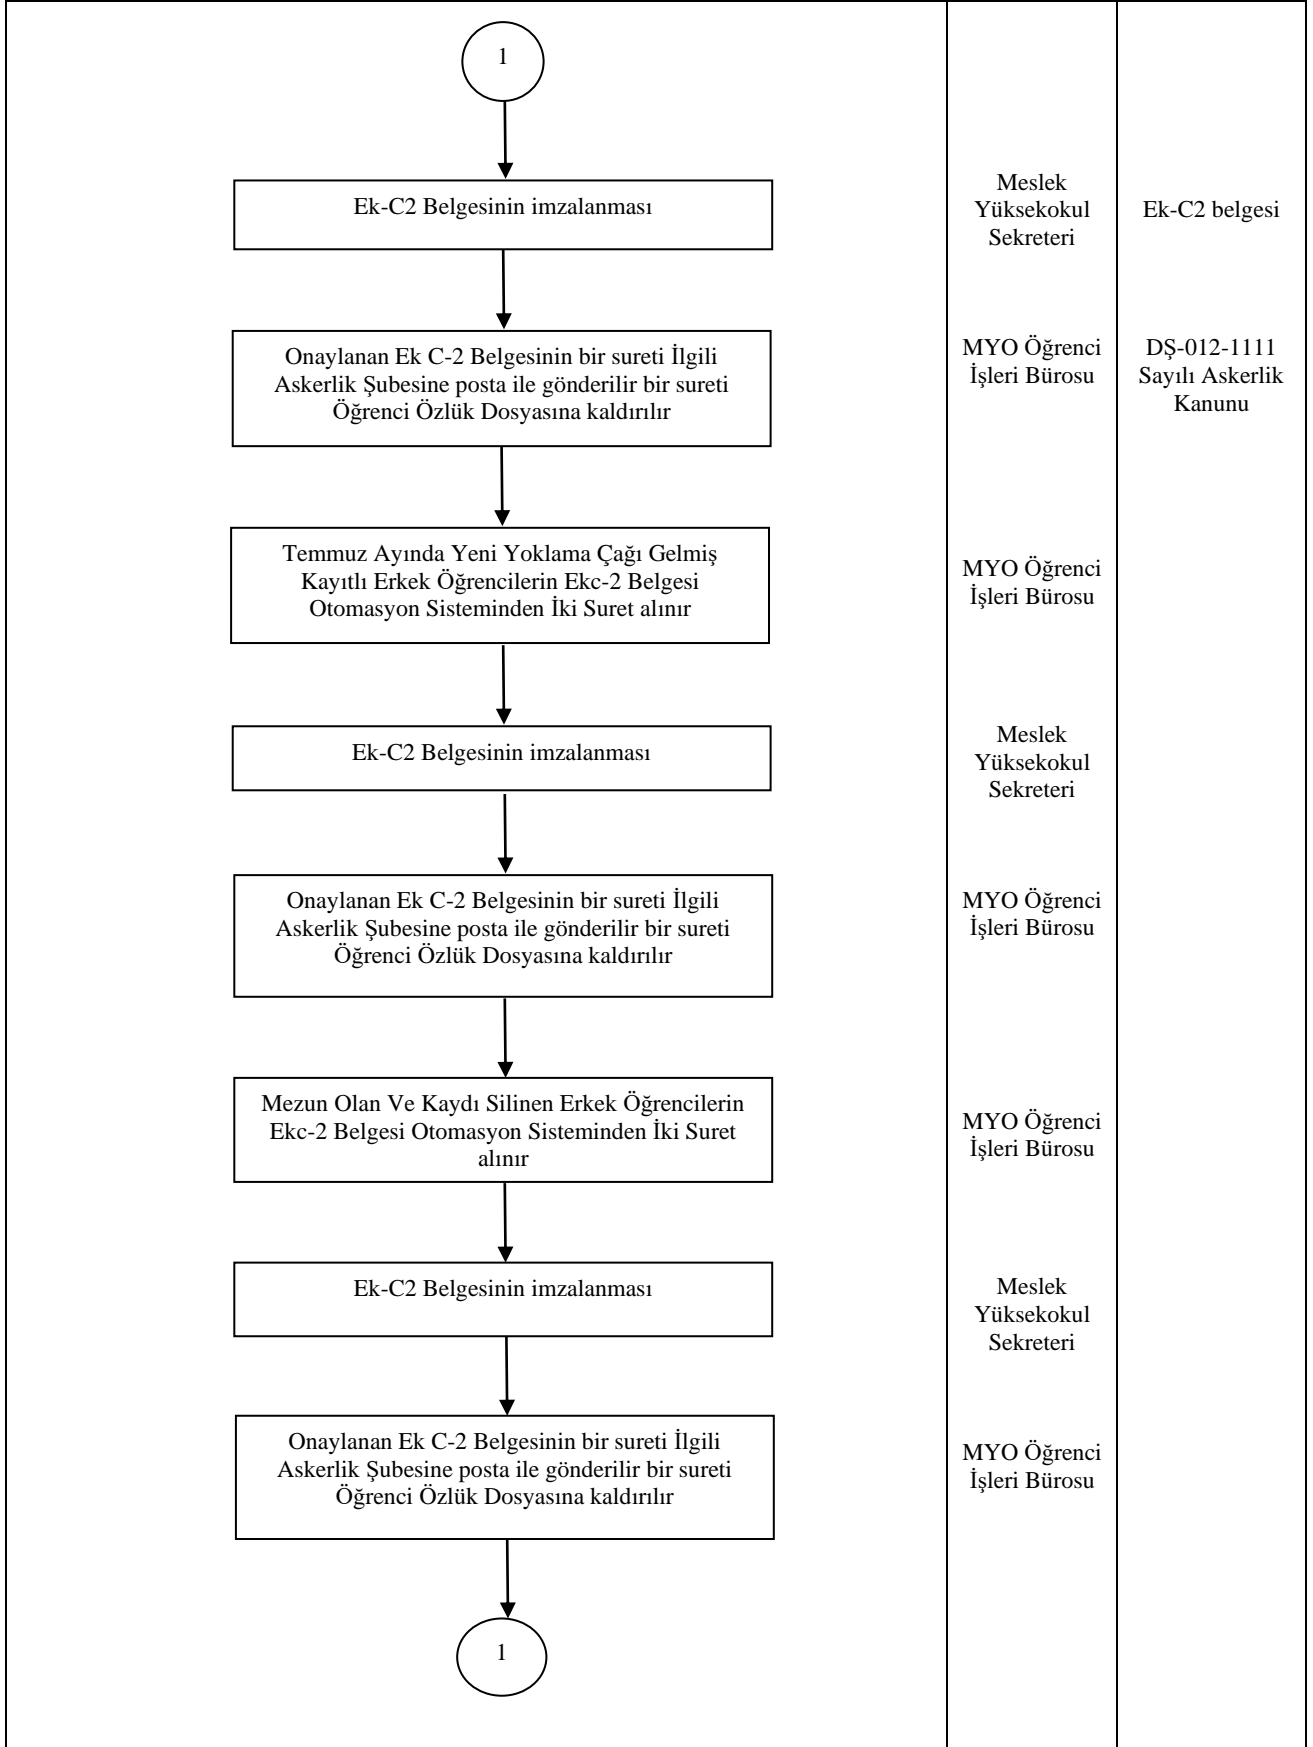 1
Ek-C2 Belgesinin imzalanması
Meslek
Yüksekokul
Sekreteri
Ek-C2 belgesi
Onaylanan Ek C-2 Belgesinin bir sureti İlgili
Askerlik Şubesine posta ile gönderilir bir sureti
Öğrenci Özlük Dosyasına kaldırılır
MYO Öğrenci
İşleri Bürosu
DŞ-012-1111
Sayılı Askerlik
Kanunu
Temmuz Ayında Yeni Yoklama Çağı Gelmiş
Kayıtlı Erkek Öğrencilerin Ekc-2 Belgesi
Otomasyon Sisteminden İki Suret alınır
MYO Öğrenci
İşleri Bürosu
Ek-C2 Belgesinin imzalanması
Meslek
Yüksekokul
Sekreteri
Onaylanan Ek C-2 Belgesinin bir sureti İlgili
Askerlik Şubesine posta ile gönderilir bir sureti
Öğrenci Özlük Dosyasına kaldırılır
MYO Öğrenci
İşleri Bürosu
Mezun Olan Ve Kaydı Silinen Erkek Öğrencilerin
Ekc-2 Belgesi Otomasyon Sisteminden İki Suret
alınır
MYO Öğrenci
İşleri Bürosu
Ek-C2 Belgesinin imzalanması
Meslek
Yüksekokul
Sekreteri
Onaylanan Ek C-2 Belgesinin bir sureti İlgili
Askerlik Şubesine posta ile gönderilir bir sureti
Öğrenci Özlük Dosyasına kaldırılır
MYO Öğrenci
İşleri Bürosu
1